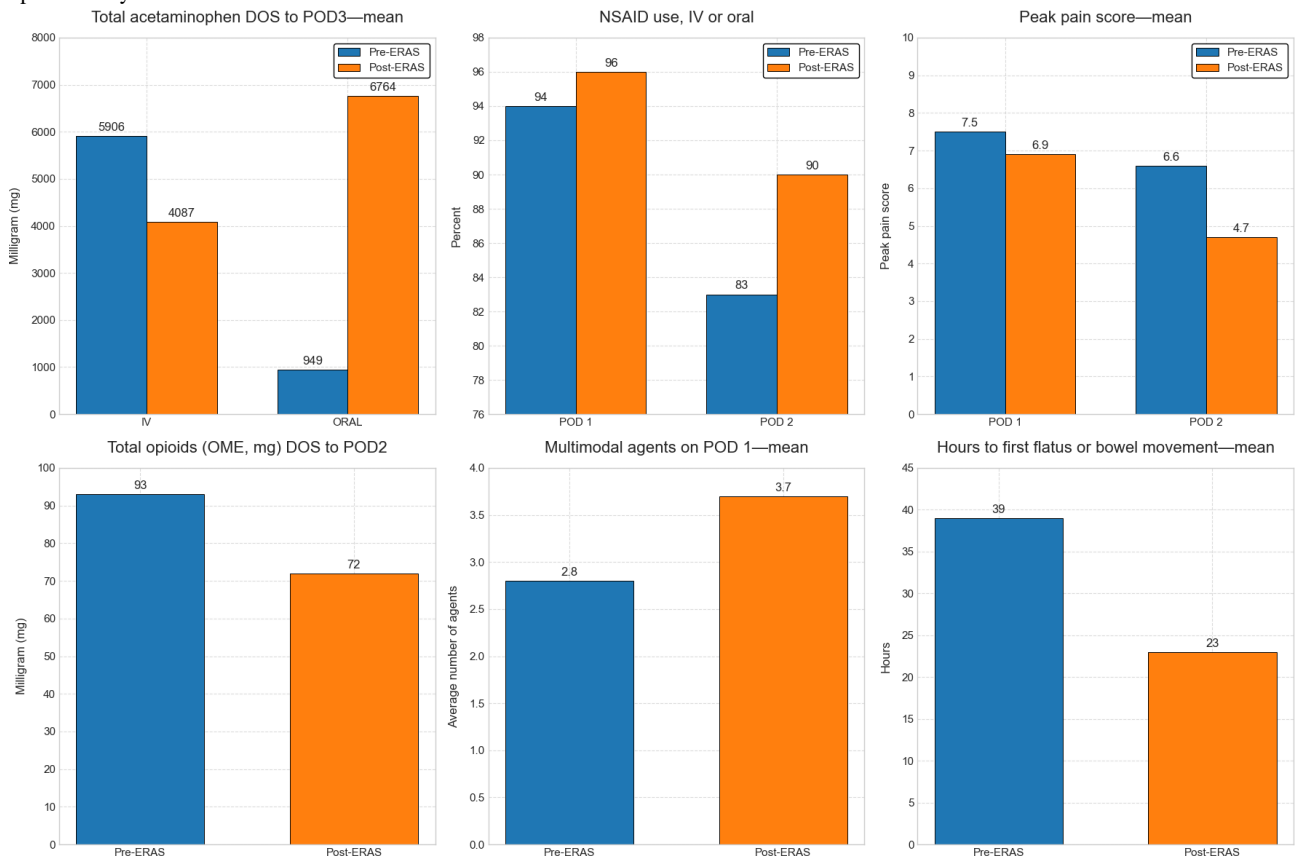 Total acetaminophen DOS to POD3—mean
8000
7000
6000
5000
4000
3000
2000
1000
0
Milligram (mg)
Pre-ERAS
Post-ERAS
5906
4087
949
6764
IV
ORAL
NSAID use, IV or oral
98
96
94
92
90
88
86
84
82
80
78
76
Percent
Pre-ERAS
Post-ERAS
94
96
83
90
POD 1
POD 2
Peak pain score—mean
10
9
8
7
6
5
4
3
2
1
0
Peak pain score
Pre-ERAS
Post-ERAS
7.5
6.9
6.6
4.7
POD 1
POD 2
Total opioids (OME, mg) DOS to POD2
100
90
80
70
60
50
40
30
20
10
0
Milligram (mg)
93
72
Pre-ERAS
Post-ERAS
Multimodal agents on POD 1—mean
4.0
3.5
3.0
2.5
2.0
1.5
1.0
0.5
0.0
Average number of agents
2.8
3.7
Pre-ERAS
Post-ERAS
Hours to first flatus or bowel movement—mean
45
40
35
30
25
20
15
10
5
0
Hours
39
23
Pre-ERAS
Post-ERAS